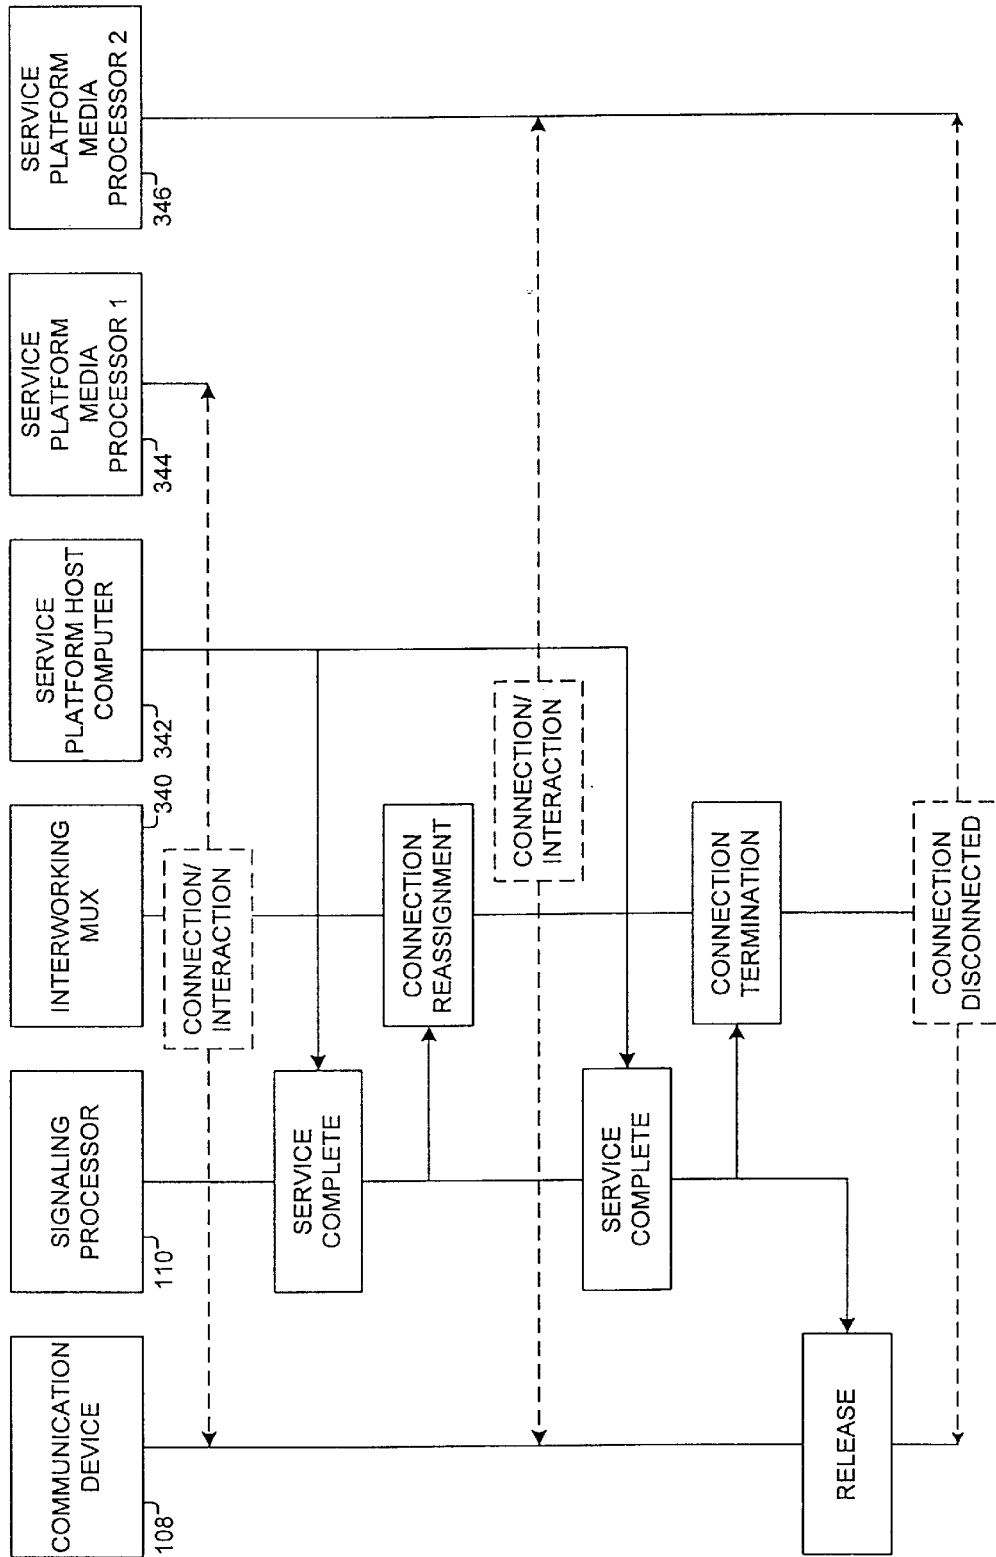 COMMUNICATION
DEVICE
108
SIGNALING
PROCESSOR
110
INTERWORKING
MUX
340
SERVICE
PLATFORM HOST
COMPUTER
342
SERVICE
PLATFORM
MEDIA
PROCESSOR 1
344
SERVICE
PLATFORM
MEDIA
PROCESSOR 2
346
CONNECTION/
INTERACTION
SERVICE
COMPLETE
CONNECTION
REASSIGNMENT
CONNECTION/
INTERACTION
SERVICE
COMPLETE
CONNECTION
TERMINATION
RELEASE
CONNECTION
DISCONNECTED